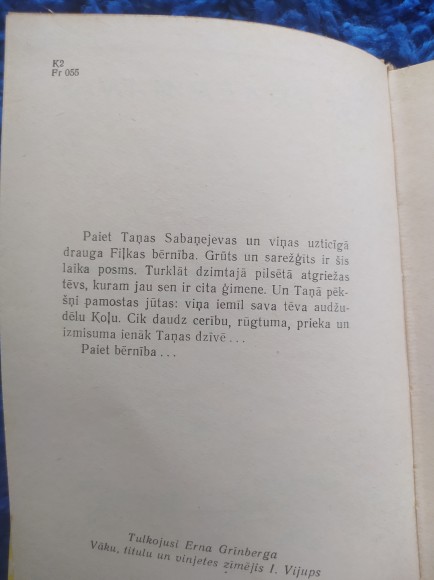 K2
Fr 055
Paiet Taņas Sabaņejevas un viņas uzticīgā
drauga Fiļkas bērnība. Grūts un sarežģīts ir šis
laika posms. Turklāt dzimtajā pilsētā atgriežas
tēvs, kuram jau sen ir cita ģimene. Un Taņā pēk-
šņi pamostas jūtas: viņa iemīl sava tēva audžu-
dēlu Koļu. Cik daudz cerību, rūgtuma, prieka un
izmisuma ienāk Taņas dzīvē ...
Paiet bērnība ...
Tulkojusi Erna Grīnberga
Vāku, titulu un vinjetes zīmējis I. Vijups